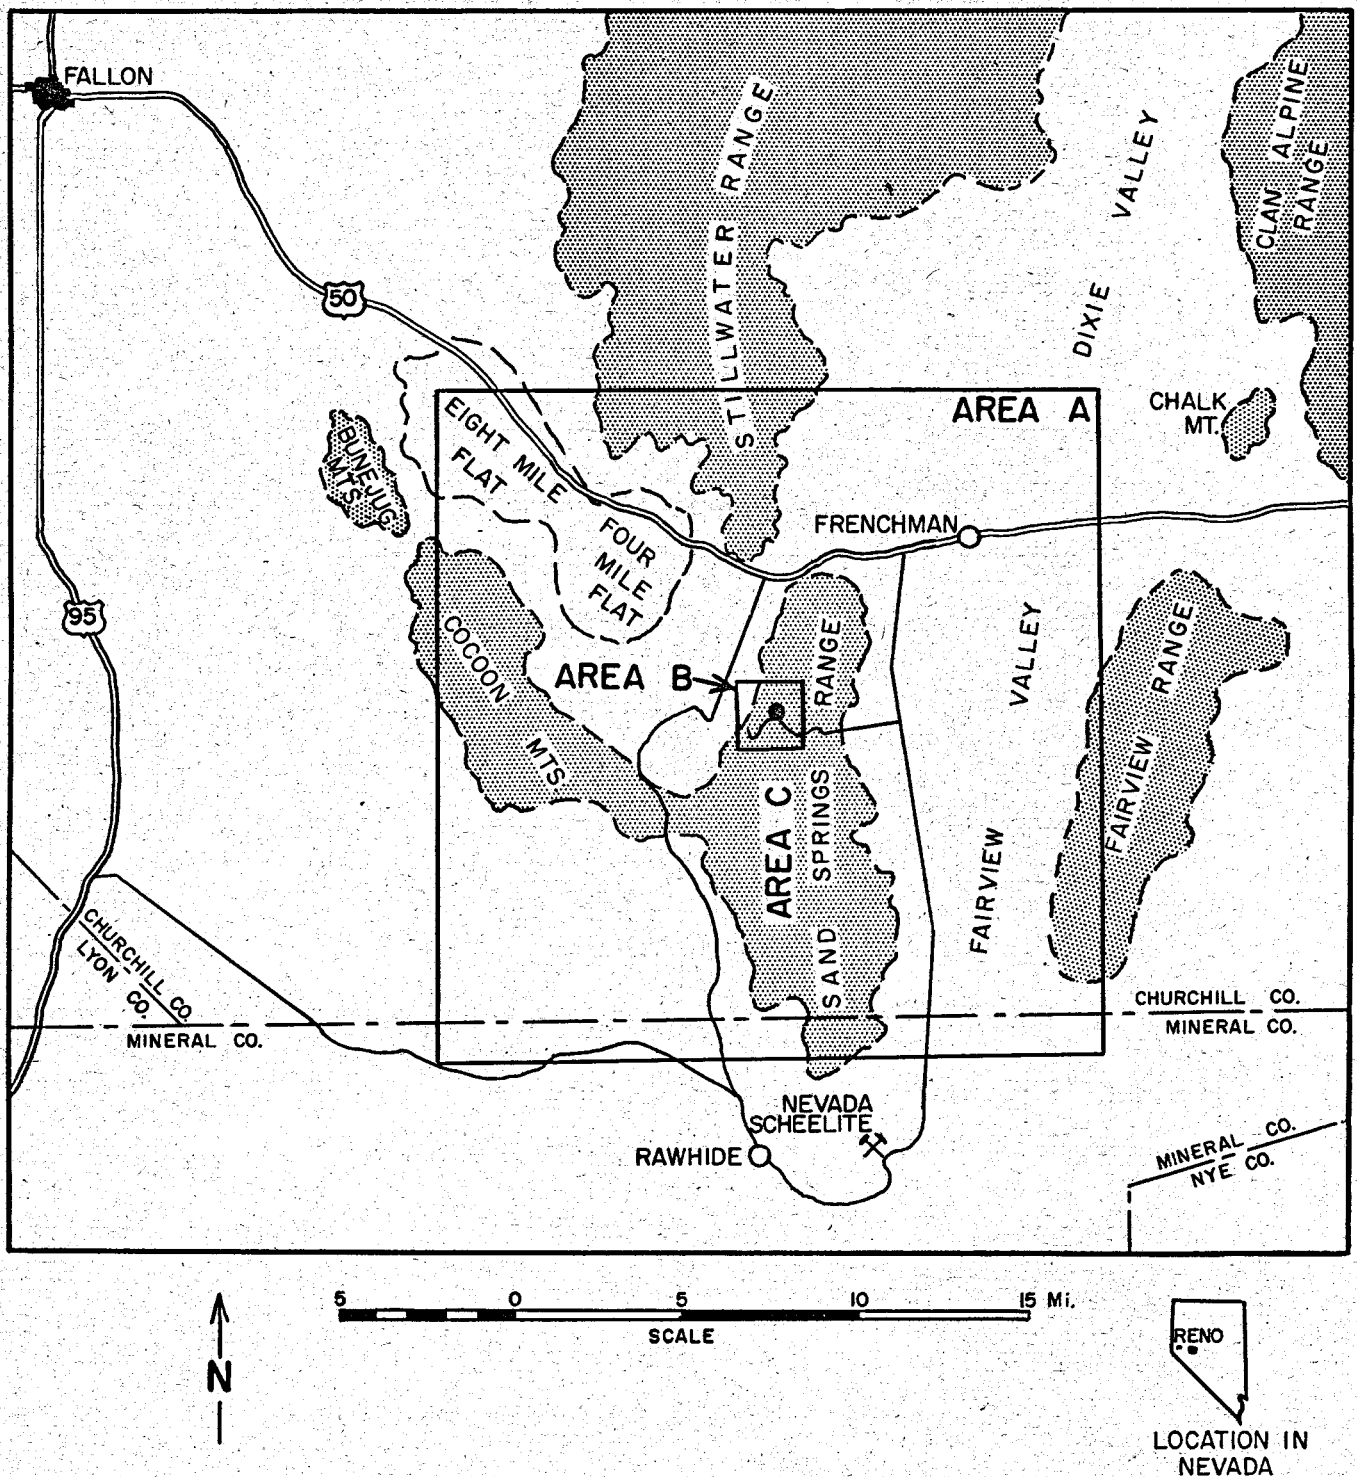 FALLON
STILLWATER RANGE
DIXIE VALLEY
CLAN ALPINE
RANGE
50
AREA A
CHALK
MT.
EIGHT MILE
FLAT
BUNEJUG
MTS
FRENCHMAN
FOUR
MILE
FLAT
95
COCOON MTS
AREA B
SAND SPRINGS RANGE
FAIRVIEW VALLEY
FAIRVIEW RANGE
AREA C
CHURCHILL CO.
LYON CO.
MINERAL CO.
CHURCHILL CO.
MINERAL CO.
NEVADA
SCHEELITE
RAWHIDE
MINERAL CO.
NYE CO.
5 0 5 10 15 Mi.
SCALE
N
RENO
LOCATION IN
NEVADA